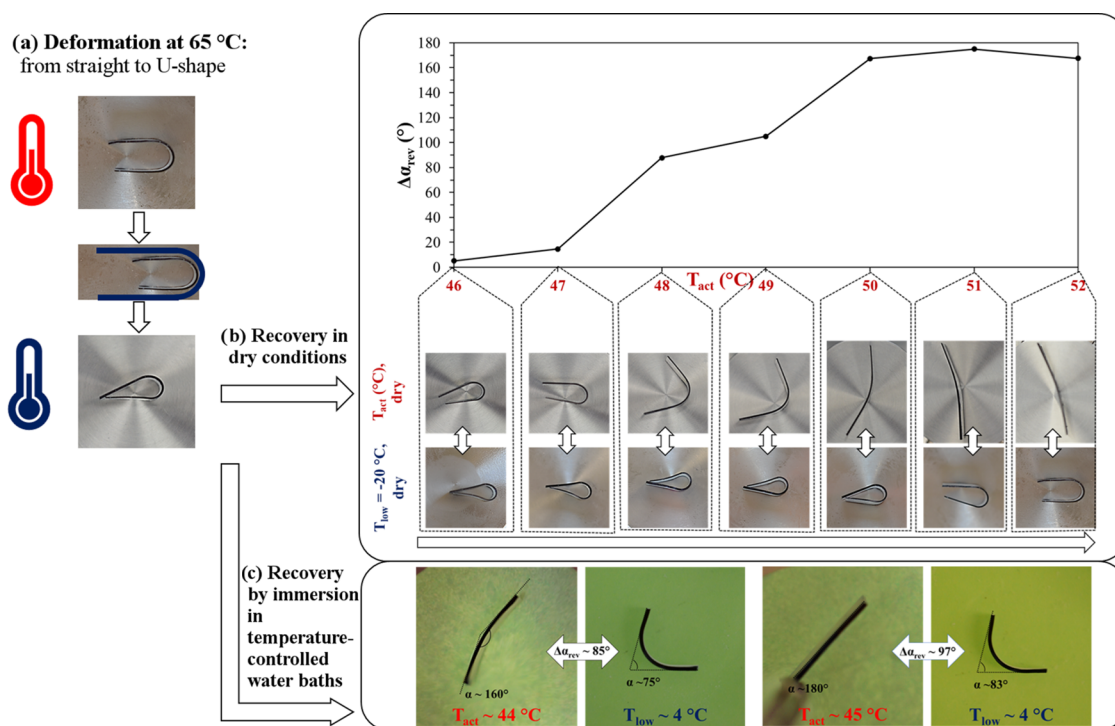 (a) Deformation at 65 °C:
from straight to U-shape
(b) Recovery in
dry conditions
180
160
140
120
100
80
60
40
20
0
Δα_rev (°)
46
47
48
49
50
51
52
T_act (°C)
T_act (°C),
dry
T_low = -20 °C,
dry
(c) Recovery
by immersion
in
temperature-
controlled
water baths
α ~ 160°
Δα_rev ~ 85°
α ~75°
α ~180°
Δα_rev ~ 97°
α ~83°
T_act ~ 44 °C
T_low ~ 4 °C
T_act ~ 45 °C
T_low ~ 4 °C